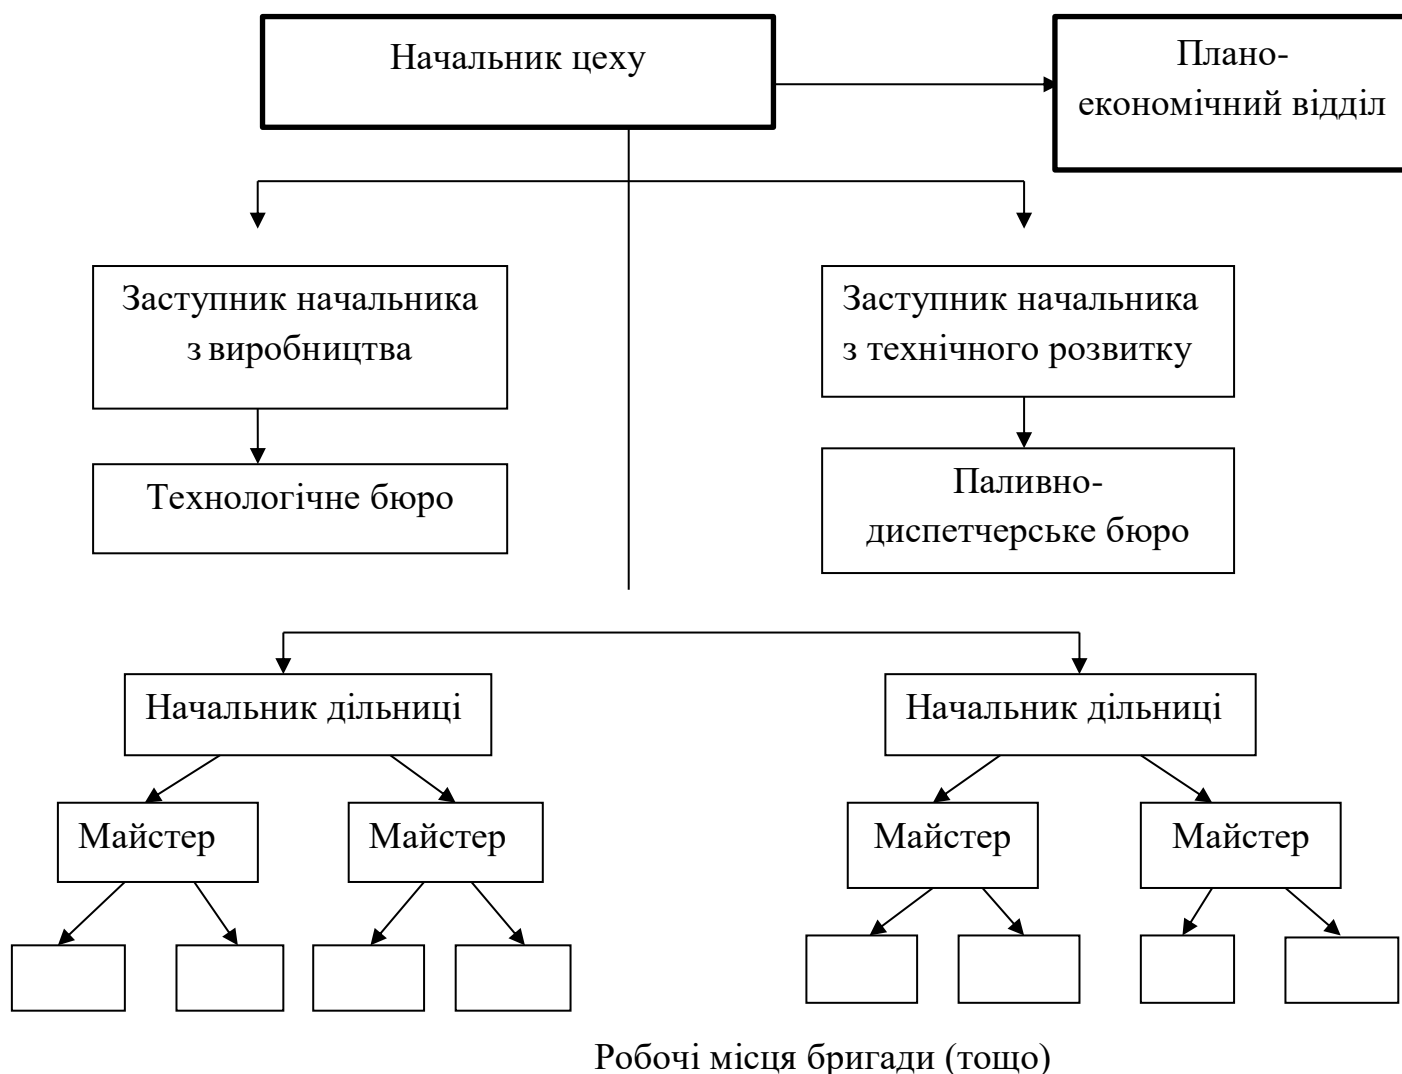 Начальник цеху
Плано-
економічний відділ
Заступник начальника
з виробництва
Заступник начальника
з технічного розвитку
Технологічне бюро
Паливно-
диспетчерське бюро
Начальник дільниці
Начальник дільниці
Майстер
Майстер
Майстер
Майстер
Робочі місця бригади (тощо)